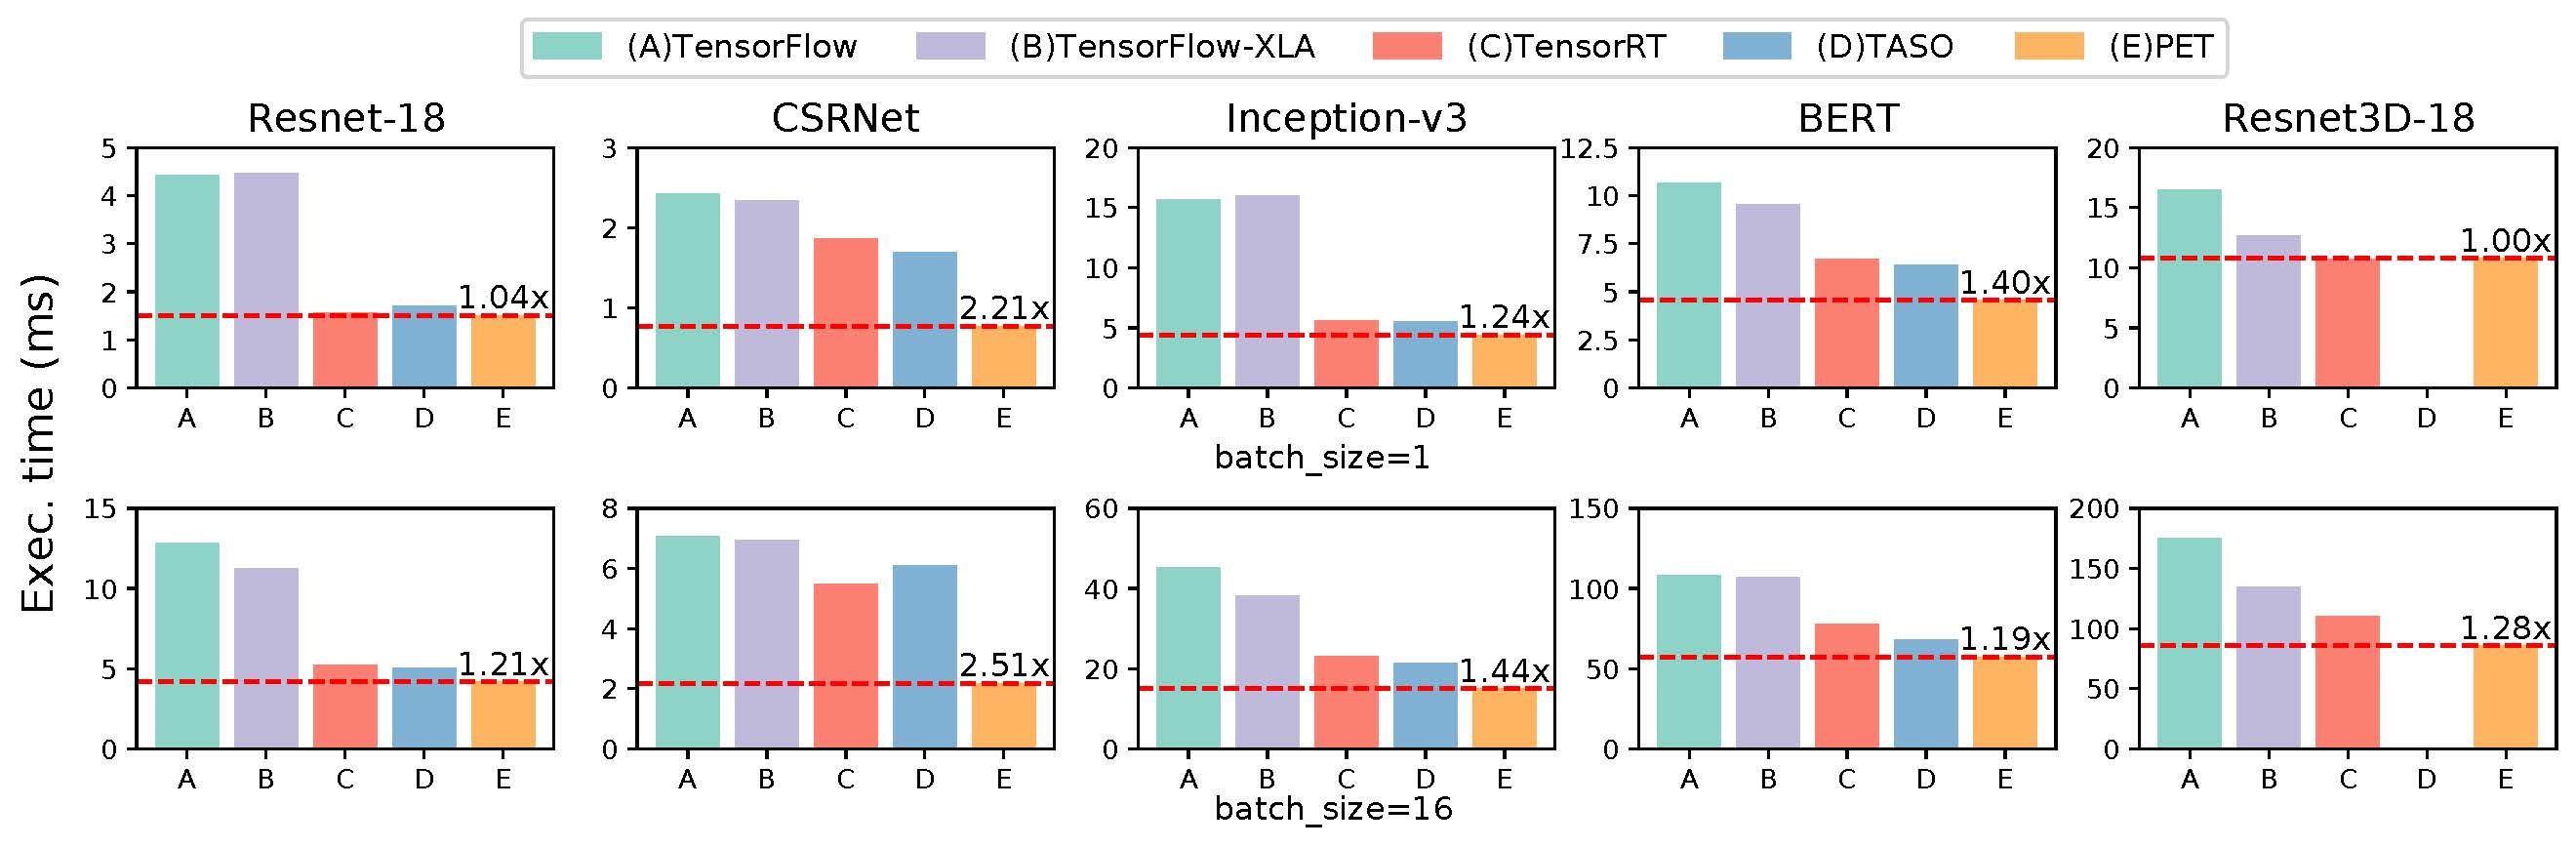 (A)TensorFlow (B)TensorFlow-XLA (C)TensorRT (D)TASO (E)PET
Resnet-18 CSRNet Inception-v3 BERT Resnet3D-18
Exec. time (ms)
5 4 3 2 1 0
1.04x
A B C D E
3 2 1 0
2.21x
A B C D E
20 15 10 5 0
1.24x
A B C D E
12.5 10 7.5 5 2.5 0
1.40x
A B C D E
20 15 10 5 0
1.00x
A B C D E
batch_size=1
15 10 5 0
1.21x
A B C D E
8 6 4 2 0
2.51x
A B C D E
60 40 20 0
1.44x
A B C D E
150 100 50 0
1.19x
A B C D E
200 150 100 50 0
1.28x
A B C D E
batch_size=16